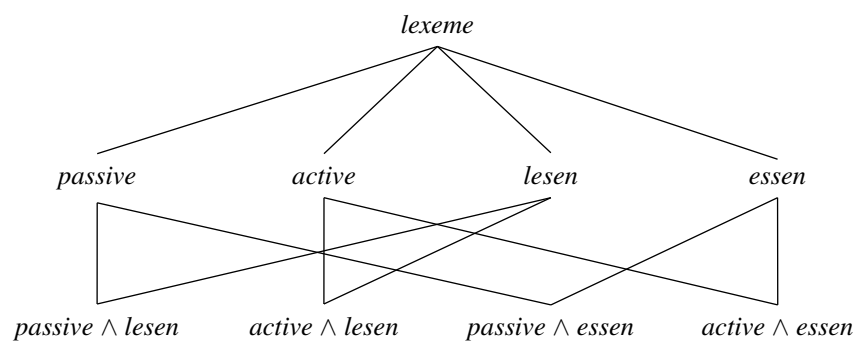 lexeme
passive active lesen essen
passive ∧ lesen active ∧ lesen passive ∧ essen active ∧ essen